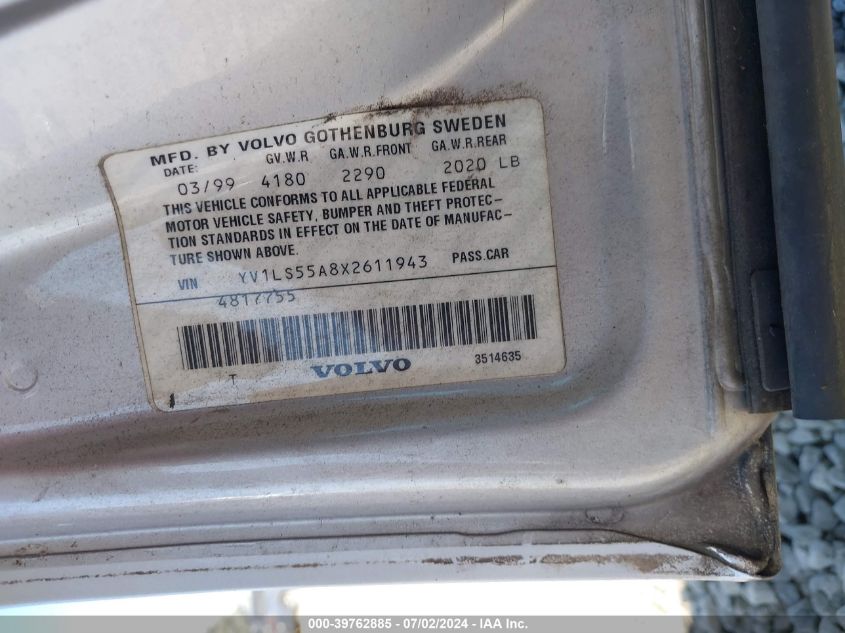 MFD. BY VOLVO GOTHENBURG SWEDEN
DATE: GV.W.R GA.W.R.FRONT GA.W.R.REAR
03/99 4180 2290 2020 LB
THIS VEHICLE CONFORMS TO ALL APPLICABLE FEDERAL
MOTOR VEHICLE SAFETY, BUMPER AND THEFT PROTEC-
TION STANDARDS IN EFFECT ON THE DATE OF MANUFAC-
TURE SHOWN ABOVE.
VIN YV1LS55A8X2611943 PASS.CAR
4817755
T VOLVO 3514635
000-39762885 - 07/02/2024 - IAA Inc.